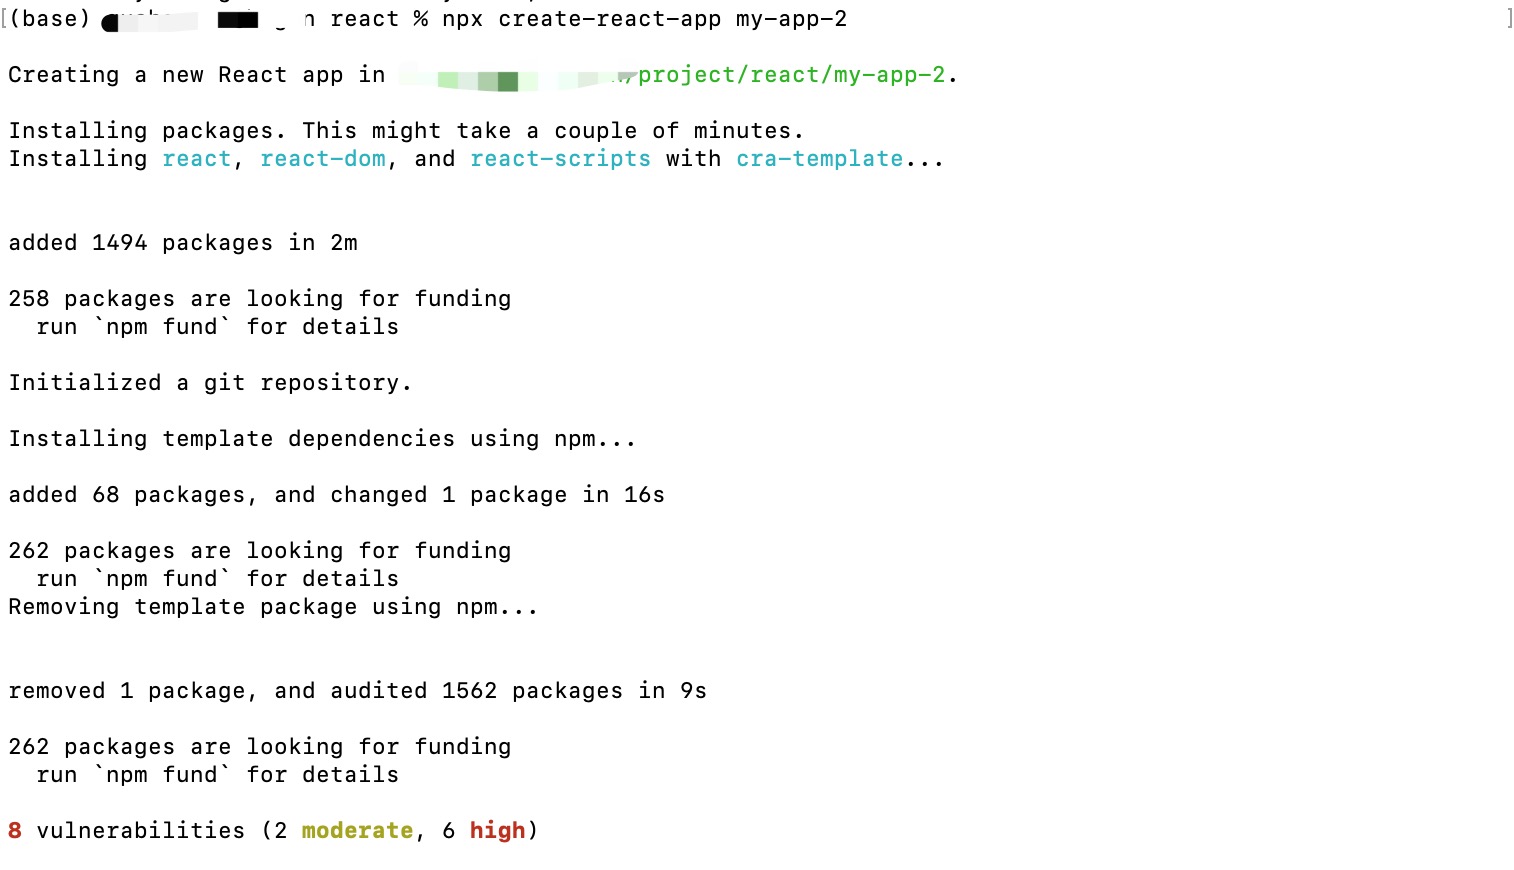 [(base) react % npx create-react-app my-app-2 ]
Creating a new React app in /project/react/my-app-2.
Installing packages. This might take a couple of minutes.
Installing react, react-dom, and react-scripts with cra-template...
added 1494 packages in 2m
258 packages are looking for funding
run `npm fund` for details
Initialized a git repository.
Installing template dependencies using npm...
added 68 packages, and changed 1 package in 16s
262 packages are looking for funding
run `npm fund` for details
Removing template package using npm...
removed 1 package, and audited 1562 packages in 9s
262 packages are looking for funding
run `npm fund` for details
8 vulnerabilities (2 moderate, 6 high)